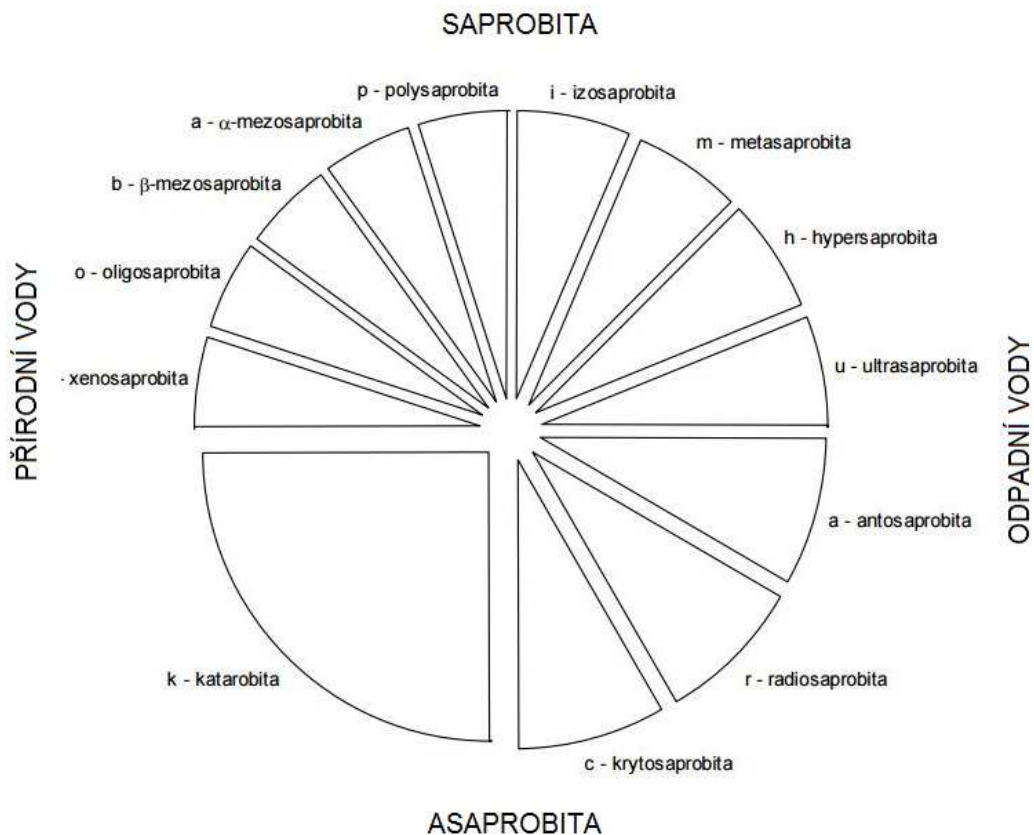 SAPROBITA
p - polysaprobita
i - izosaprobita
a - α-mezosaprobita
m - metasaprobita
b - β-mezosaprobita
h - hypersaprobita
o - oligosaprobita
u - ultrasaprobita
- xenosaprobita
PŘÍRODNÍ VODY
ODPADNÍ VODY
a - antosaprobita
k - katarobita
r - radiosaprobita
c - krytosaprobita
ASAPROBITA